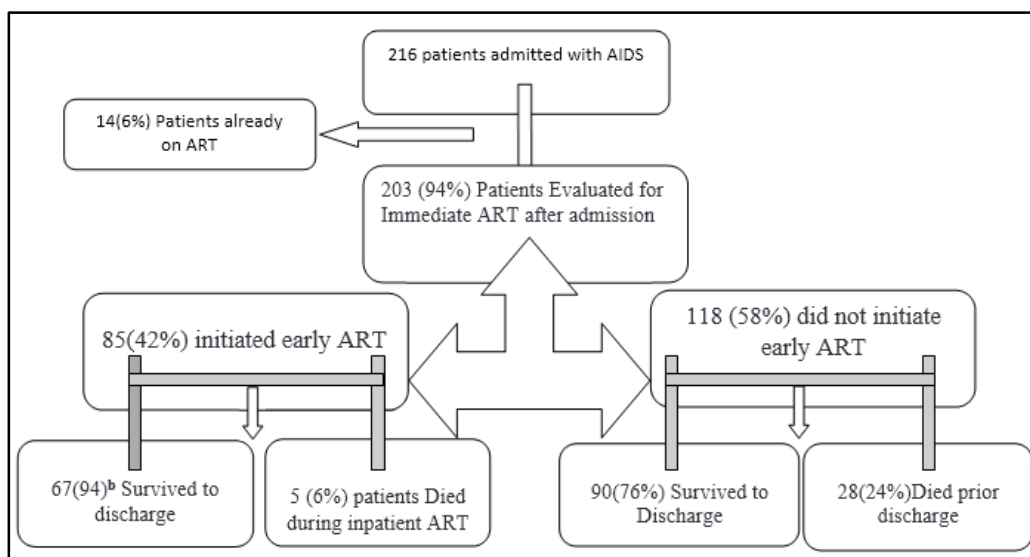 216 patients admitted with AIDS
14(6%) Patients already
on ART
203 (94%) Patients Evaluated for
Immediate ART after admission
85(42%) initiated early ART
118 (58%) did not initiate
early ART
67(94)ᵇ Survived to
discharge
5 (6%) patients Died
during inpatient ART
90(76%) Survived to
Discharge
28(24%)Died prior
discharge